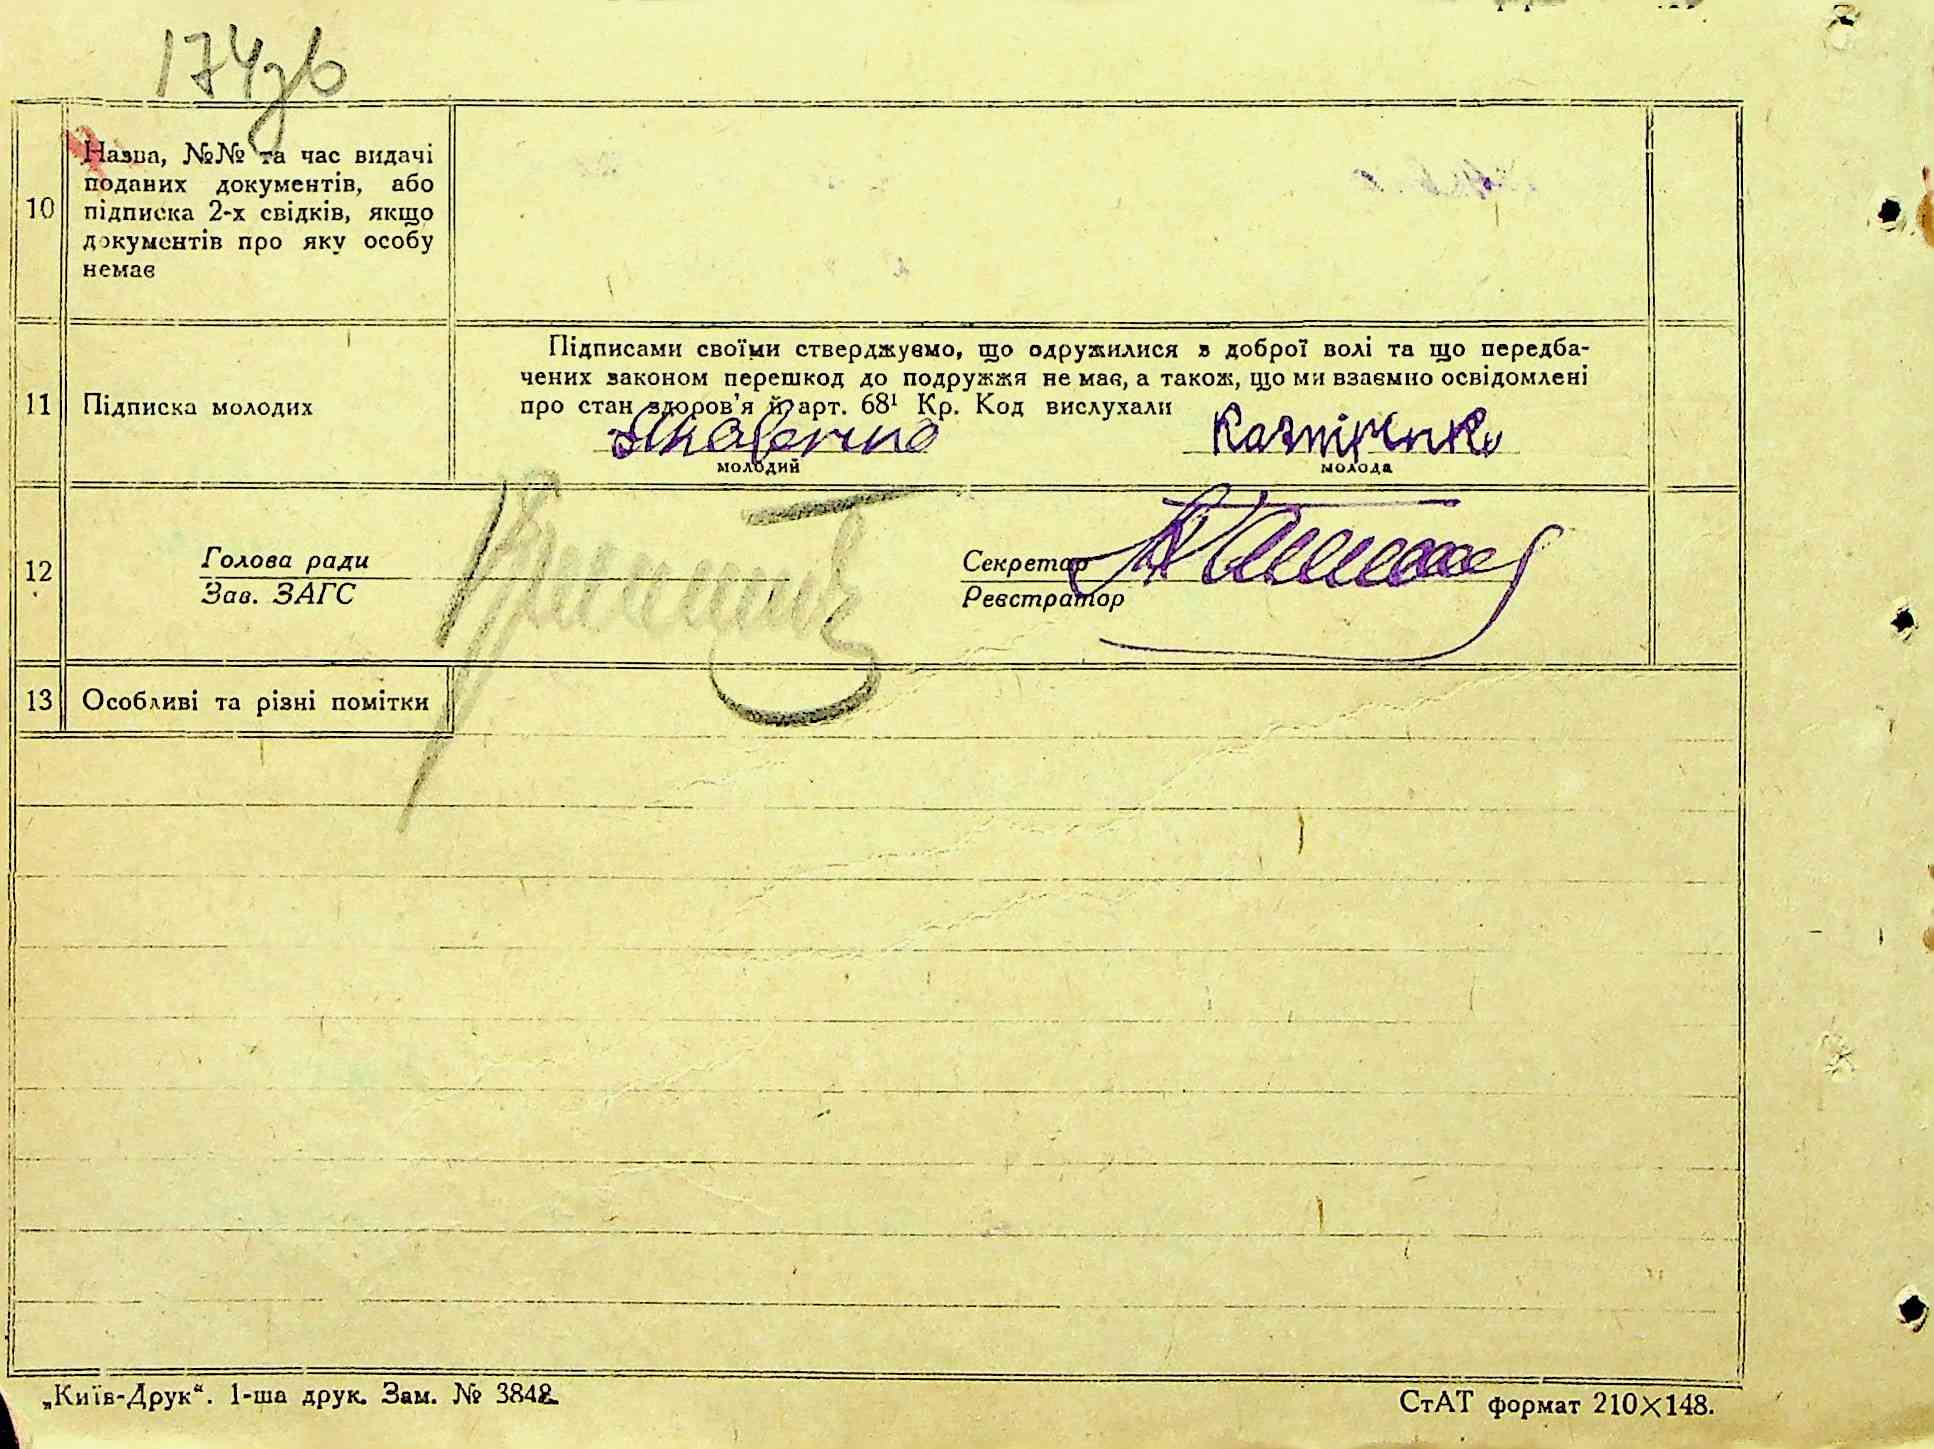 174зв
10
Назва, №№ та час видачі
поданих документів, або
підписка 2-х свідків, якщо
документів про яку особу
немає
11
Підписка молодих
Підписами своїми стверджуємо, що одружилися з доброї волі та що передба-
чених законом перешкод до подружжя не має, а також, що ми взаємно освідомлені
про стан здоров'я й арт. 68¹ Кр. Код вислухали
молодий
молода
12
Голова ради
Зав. ЗАГС
Секретар
Реєстратор
13
Особливі та різні помітки
„Київ-Друк“. 1-ша друк. Зам. № 3842
СтАТ формат 210×148.